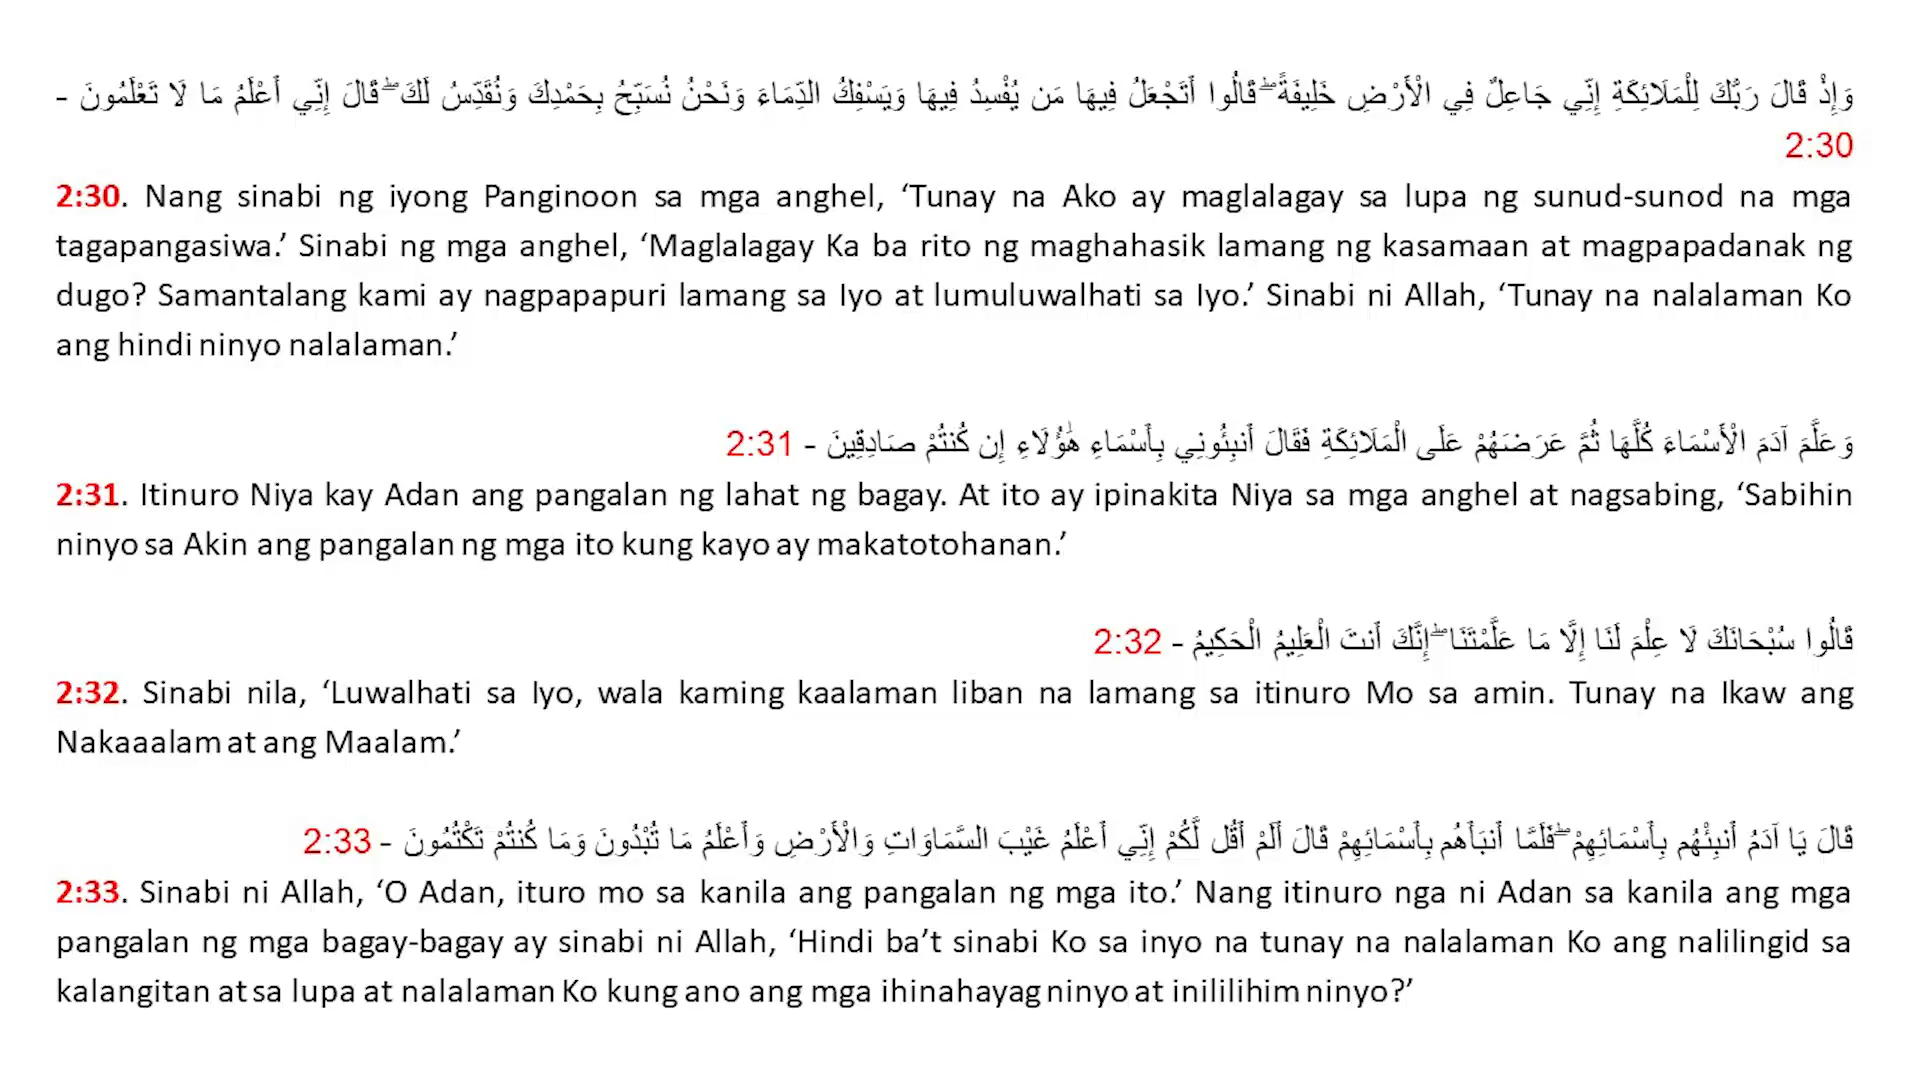 وَإِذْ قَالَ رَبُّكَ لِلْمَلَائِكَةِ إِنِّي جَاعِلٌ فِي الْأَرْضِ خَلِيفَةً ۖ قَالُوا أَتَجْعَلُ فِيهَا مَن يُفْسِدُ فِيهَا وَيَسْفِكُ الدِّمَاءَ وَنَحْنُ نُسَبِّحُ بِحَمْدِكَ وَنُقَدِّسُ لَكَ ۖ قَالَ إِنِّي أَعْلَمُ مَا لَا تَعْلَمُونَ -
2:30
2:30. Nang sinabi ng iyong Panginoon sa mga anghel, ‘Tunay na Ako ay maglalagay sa lupa ng sunud-sunod na mga
tagapangasiwa.’ Sinabi ng mga anghel, ‘Maglalagay Ka ba rito ng maghahasik lamang ng kasamaan at magpapadanak ng
dugo? Samantalang kami ay nagpapapuri lamang sa Iyo at lumuluwalhati sa Iyo.’ Sinabi ni Allah, ‘Tunay na nalalaman Ko
ang hindi ninyo nalalaman.’
وَعَلَّمَ آدَمَ الْأَسْمَاءَ كُلَّهَا ثُمَّ عَرَضَهُمْ عَلَى الْمَلَائِكَةِ فَقَالَ أَنبِئُونِي بِأَسْمَاءِ هَٰؤُلَاءِ إِن كُنتُمْ صَادِقِينَ - 2:31
2:31. Itinuro Niya kay Adan ang pangalan ng lahat ng bagay. At ito ay ipinakita Niya sa mga anghel at nagsabing, ‘Sabihin
ninyo sa Akin ang pangalan ng mga ito kung kayo ay makatotohanan.’
قَالُوا سُبْحَانَكَ لَا عِلْمَ لَنَا إِلَّا مَا عَلَّمْتَنَا ۖ إِنَّكَ أَنتَ الْعَلِيمُ الْحَكِيمُ - 2:32
2:32. Sinabi nila, ‘Luwalhati sa Iyo, wala kaming kaalaman liban na lamang sa itinuro Mo sa amin. Tunay na Ikaw ang
Nakaaalam at ang Maalam.’
قَالَ يَا آدَمُ أَنبِئْهُم بِأَسْمَائِهِمْ ۖ فَلَمَّا أَنبَأَهُم بِأَسْمَائِهِمْ قَالَ أَلَمْ أَقُل لَّكُمْ إِنِّي أَعْلَمُ غَيْبَ السَّمَاوَاتِ وَالْأَرْضِ وَأَعْلَمُ مَا تُبْدُونَ وَمَا كُنتُمْ تَكْتُمُونَ - 2:33
2:33. Sinabi ni Allah, ‘O Adan, ituro mo sa kanila ang pangalan ng mga ito.’ Nang itinuro nga ni Adan sa kanila ang mga
pangalan ng mga bagay-bagay ay sinabi ni Allah, ‘Hindi ba’t sinabi Ko sa inyo na tunay na nalalaman Ko ang nalilingid sa
kalangitan at sa lupa at nalalaman Ko kung ano ang mga ihinahayag ninyo at inililihim ninyo?’